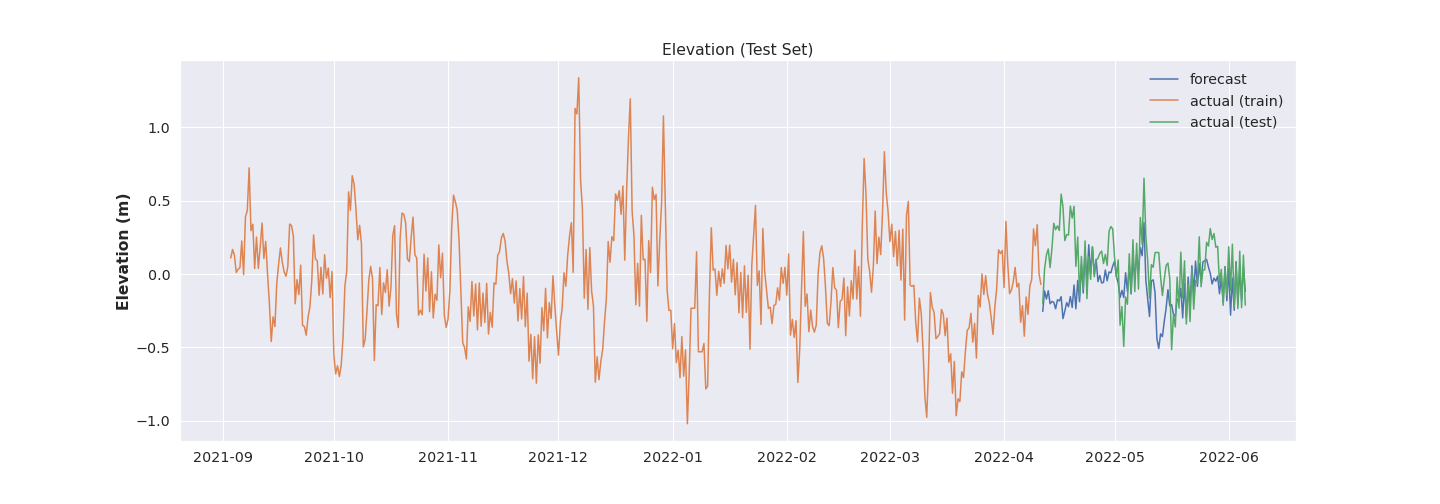 Elevation (Test Set)
forecast
actual (train)
actual (test)
Elevation (m)
1.0
0.5
0.0
−0.5
−1.0
2021-09 2021-10 2021-11 2021-12 2022-01 2022-02 2022-03 2022-04 2022-05 2022-06